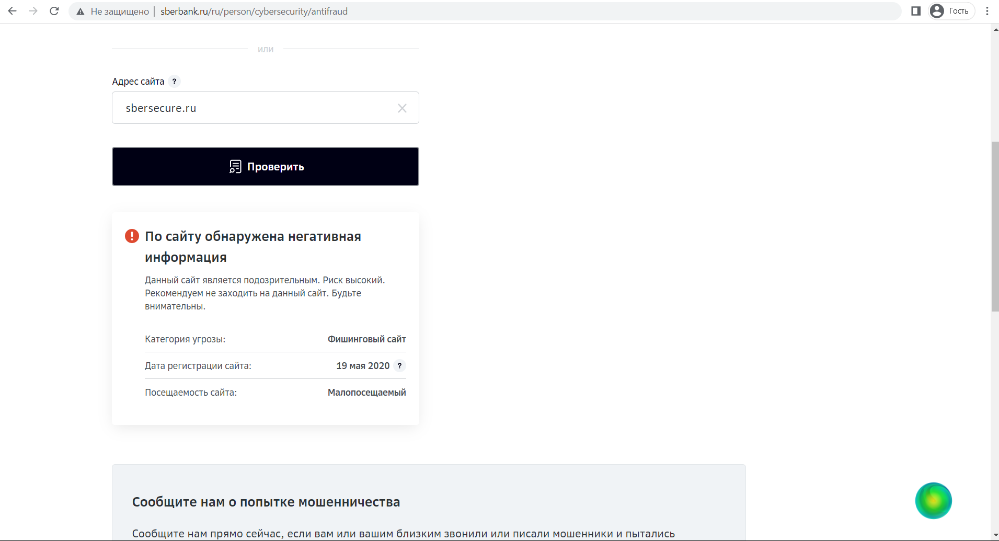 Не защищено | sberbank.ru/ru/person/cybersecurity/antifraud
Гость
или
Адрес сайта ?
sbersecure.ru
Проверить
По сайту обнаружена негативная
информация
Данный сайт является подозрительным. Риск высокий.
Рекомендуем не заходить на данный сайт. Будьте
внимательны.
Категория угрозы: Фишинговый сайт
Дата регистрации сайта: 19 мая 2020 ?
Посещаемость сайта: Малопосещаемый
Сообщите нам о попытке мошенничества
Сообщите нам прямо сейчас, если вам или вашим близким звонили или писали мошенники и пытались